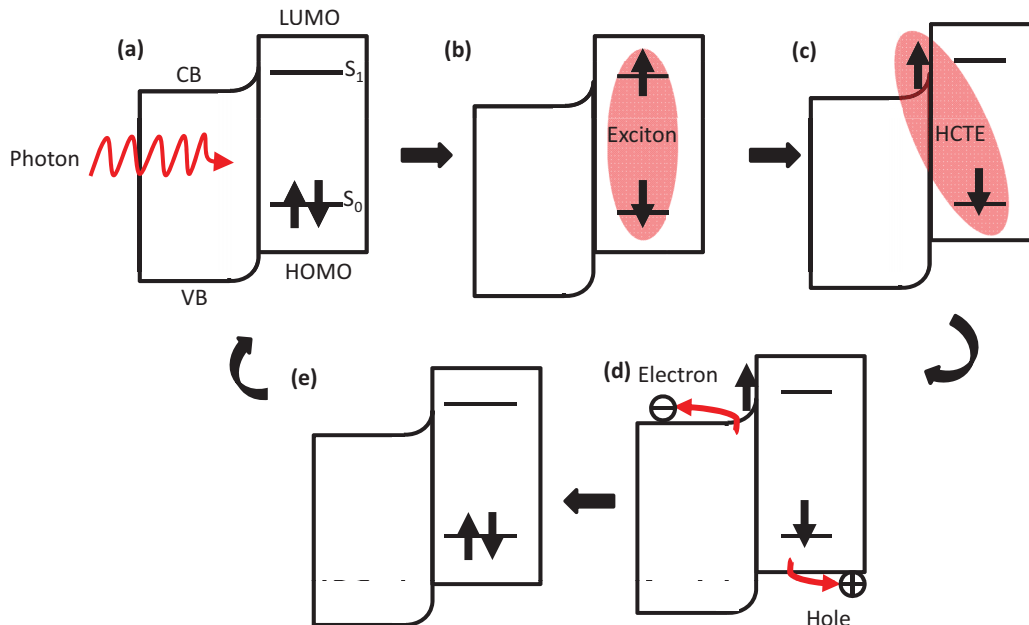 (a)
LUMO
CB
S1
Photon
S0
HOMO
VB
(b)
Exciton
(c)
HCTE
(d)
Electron
Hole
(e)